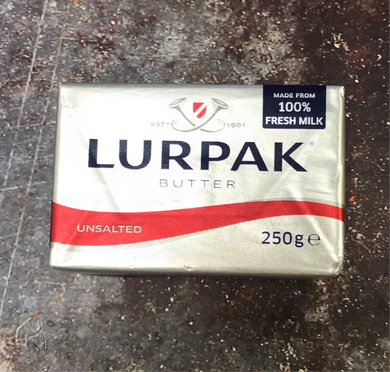 MADE FROM
100%
FRESH MILK
ESTD 1901
LURPAK®
BUTTER
UNSALTED
250g ℮